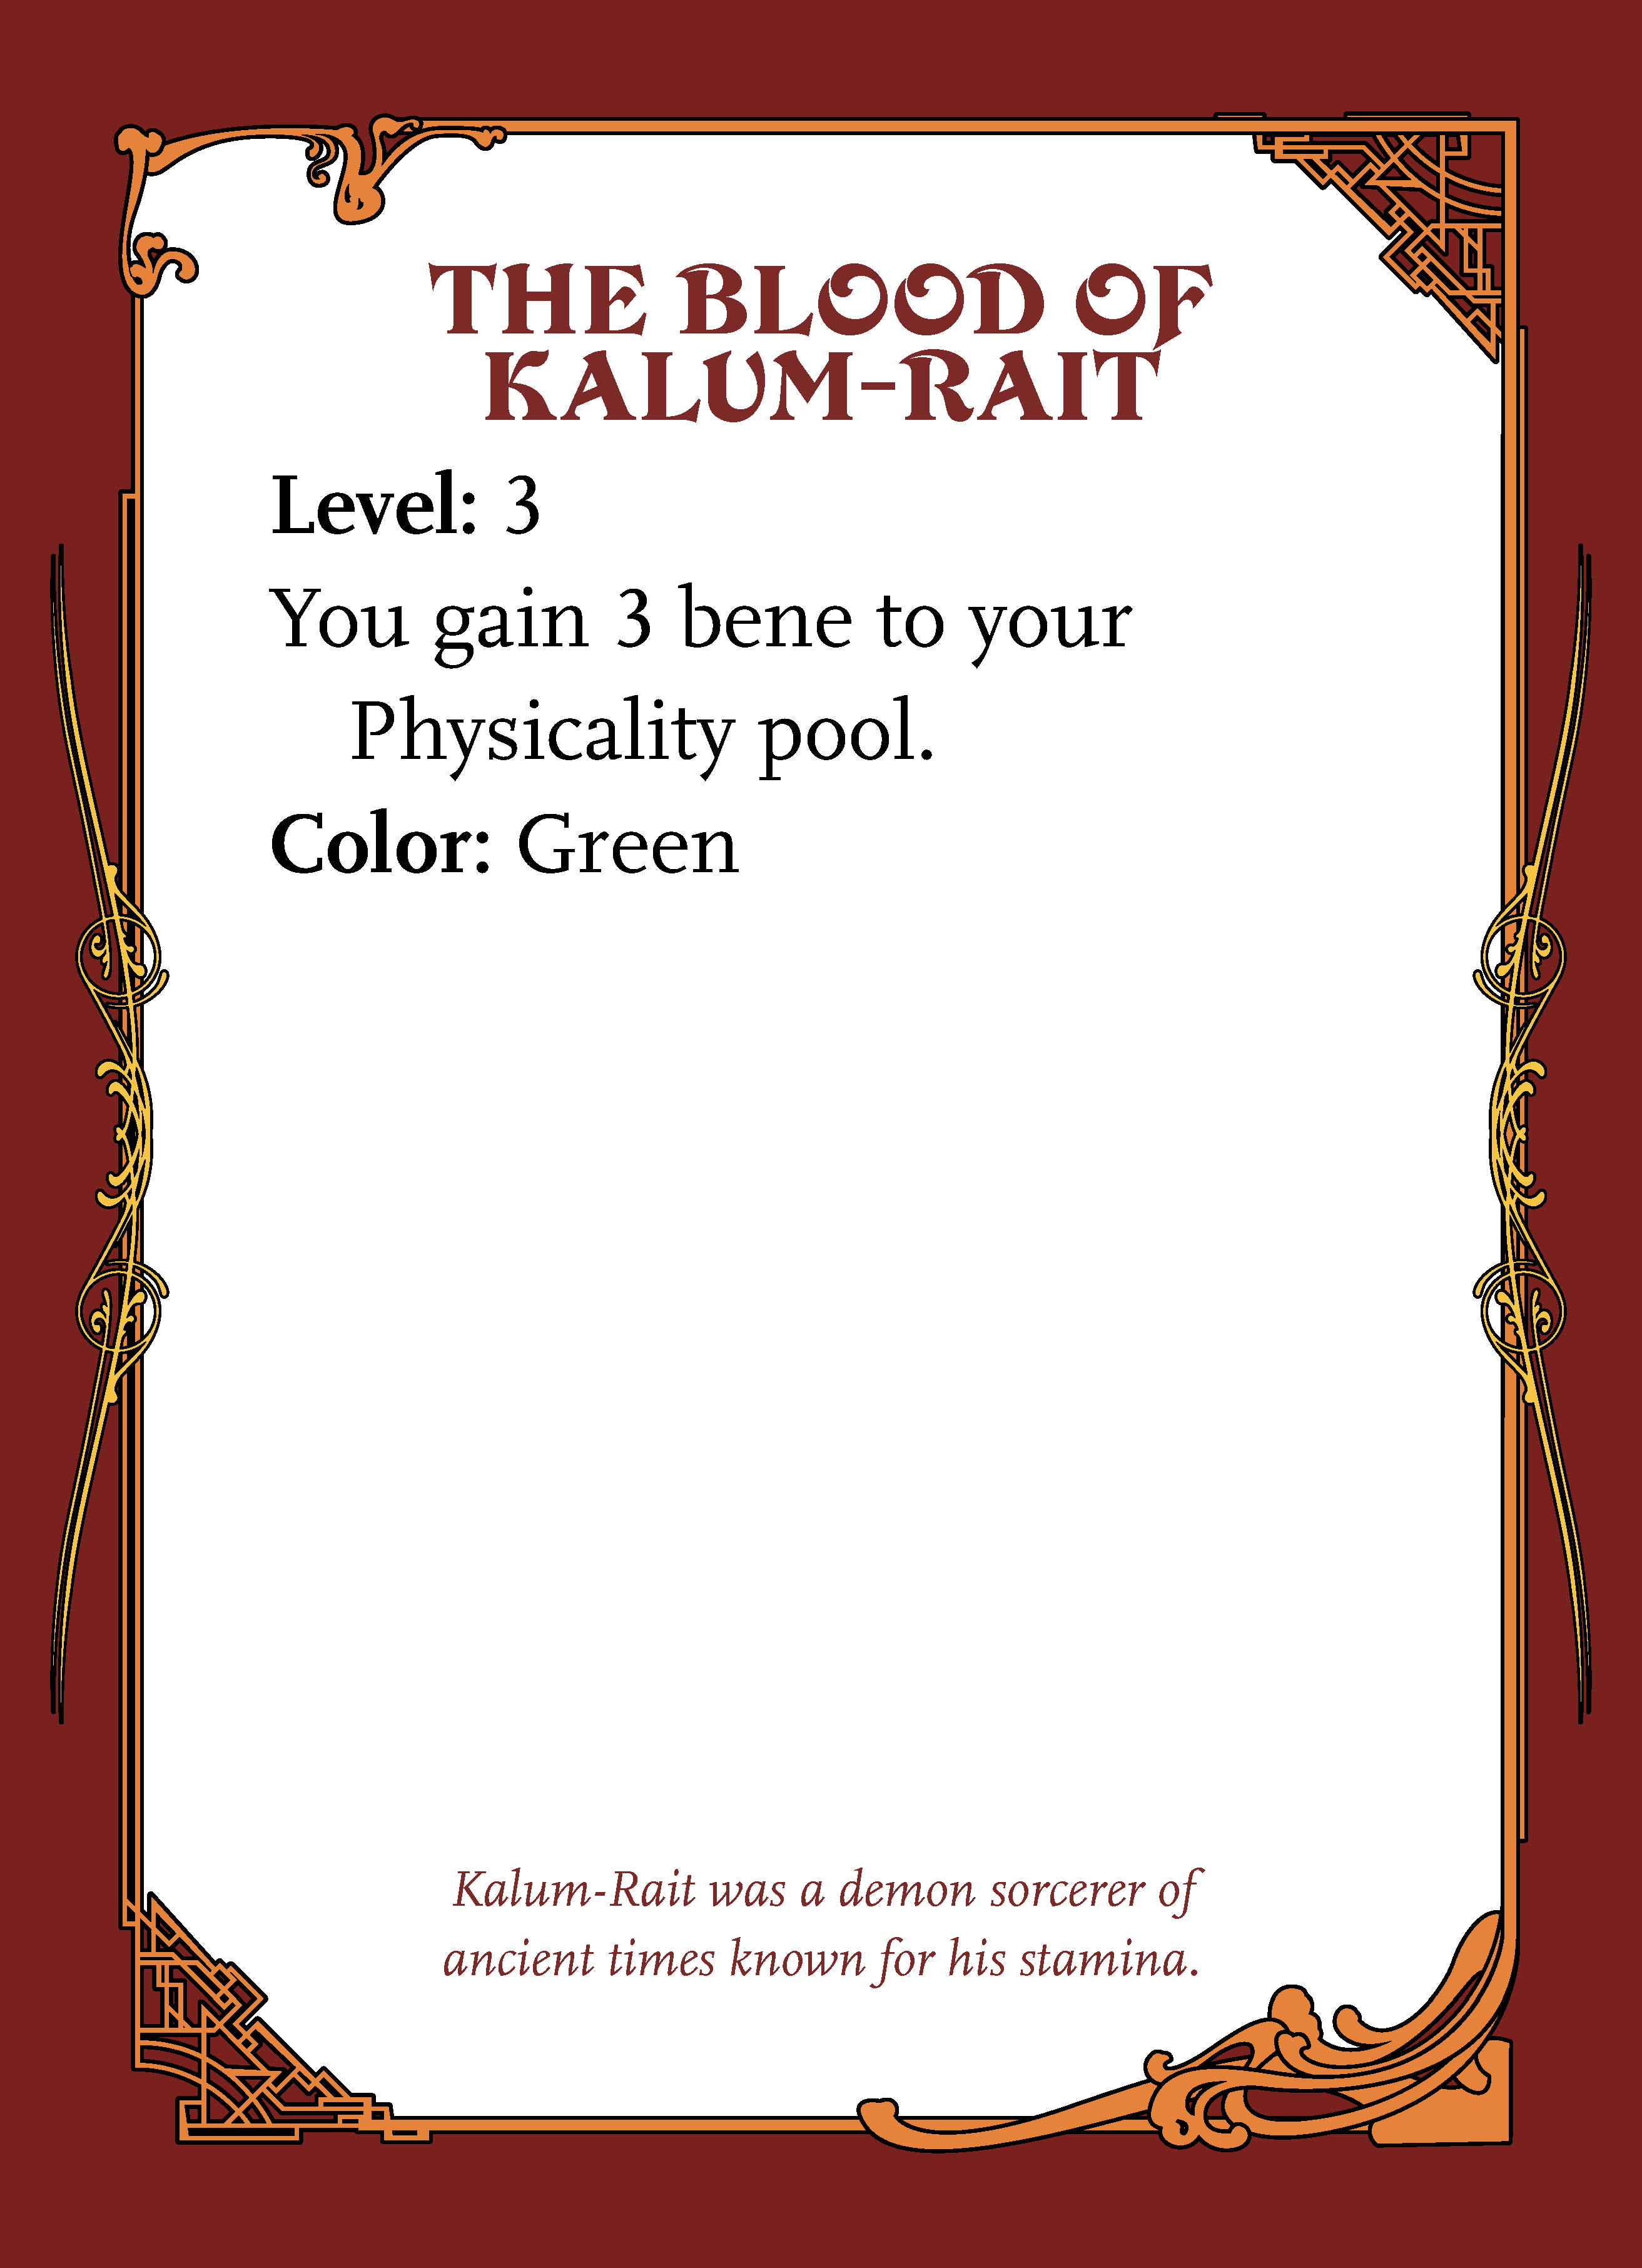 THE BLOOD OF
KALUM-RAIT
Level: 3
You gain 3 bene to your
Physicality pool.
Color: Green
Kalum-Rait was a demon sorcerer of
ancient times known for his stamina.